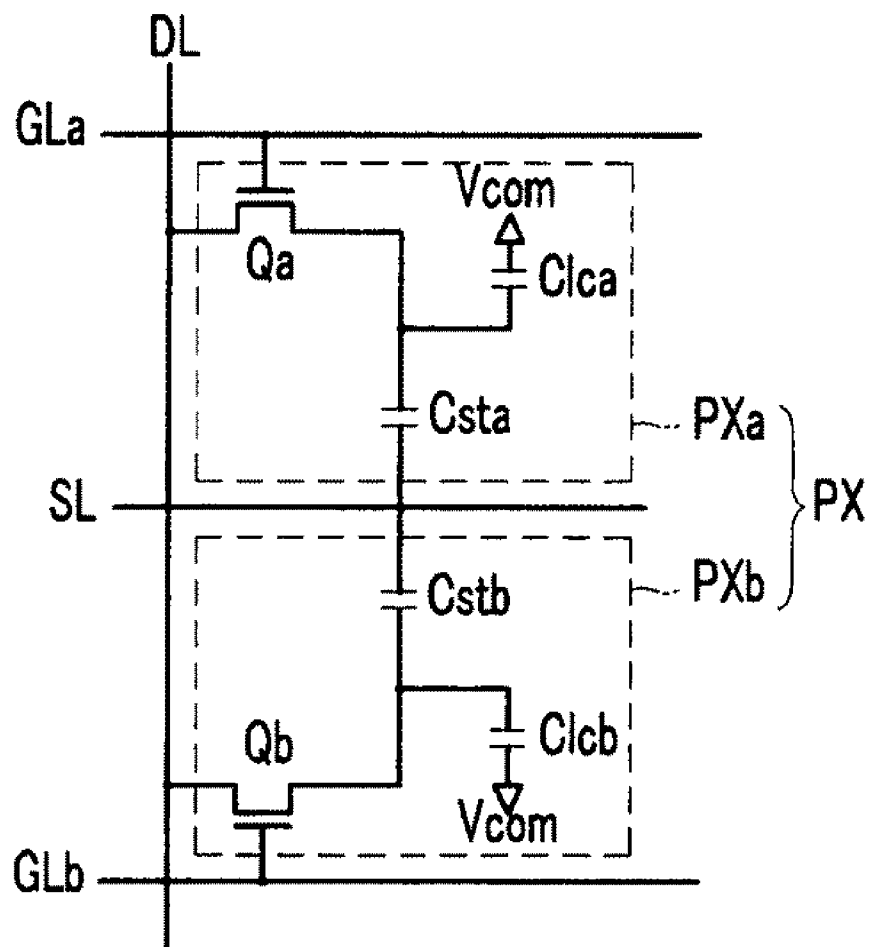 DL
GLa
Vcom
Qa
Clca
Csta
PXa
SL
PX
Cstb
PXb
Qb
Clcb
Vcom
GLb